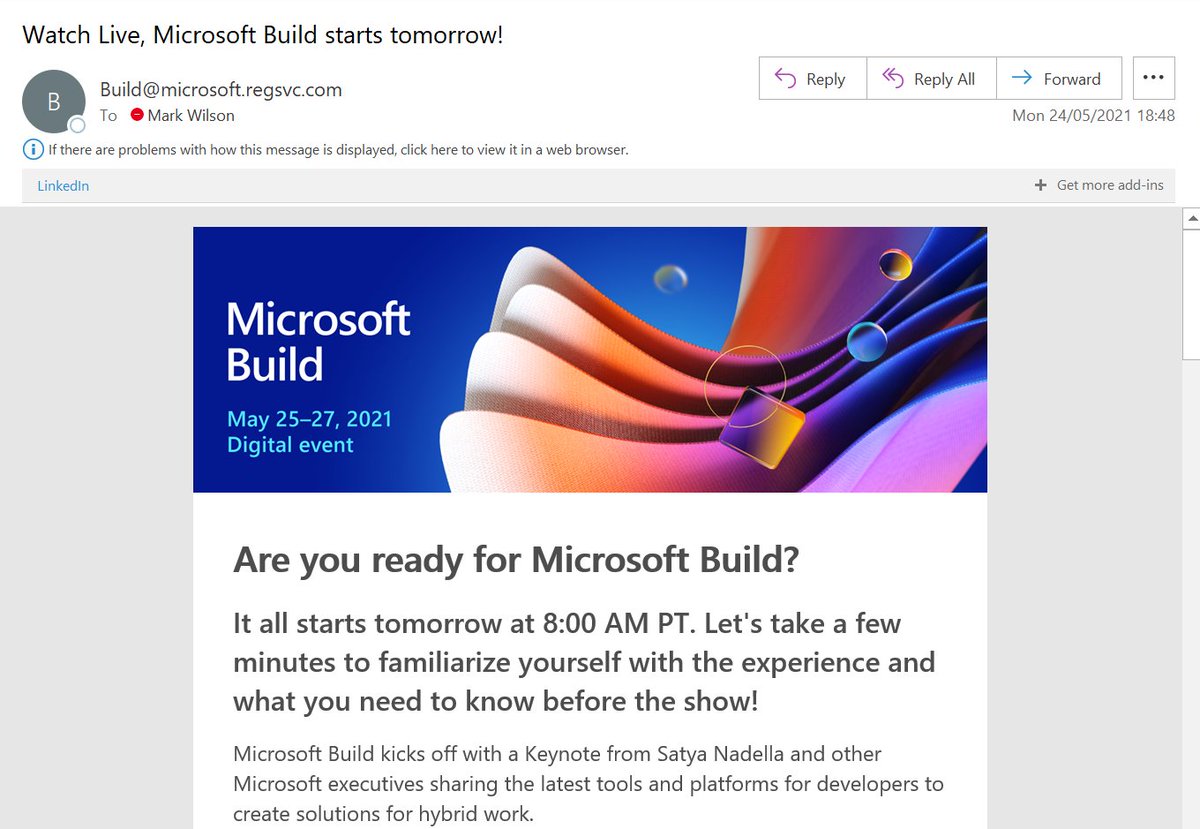 Watch Live, Microsoft Build starts tomorrow!
B
Build@microsoft.regsvc.com
To Mark Wilson
Reply
Reply All
Forward
Mon 24/05/2021 18:48
If there are problems with how this message is displayed, click here to view it in a web browser.
LinkedIn
+ Get more add-ins
Microsoft
Build
May 25–27, 2021
Digital event
Are you ready for Microsoft Build?
It all starts tomorrow at 8:00 AM PT. Let's take a few
minutes to familiarize yourself with the experience and
what you need to know before the show!
Microsoft Build kicks off with a Keynote from Satya Nadella and other
Microsoft executives sharing the latest tools and platforms for developers to
create solutions for hybrid work.